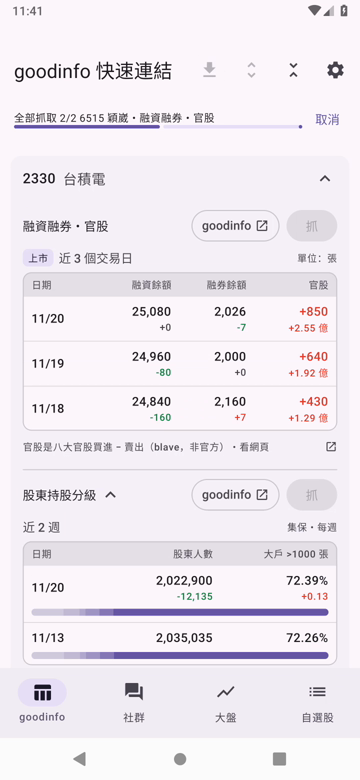 11:41
goodinfo 快速連結
全部抓取 2/2 6515 穎崴・融資融券・官股
取消
2330 台積電
融資融券・官股
goodinfo
抓
上市 近 3 個交易日
單位：張
日期 融資餘額 融券餘額 官股
11/20 25,080 2,026 +850
+0 -7 +2.55 億
11/19 24,960 2,000 +640
-80 +0 +1.92 億
11/18 24,840 2,160 +430
-160 +7 +1.29 億
官股是八大官股買進 − 賣出（blave，非官方）・看網頁
股東持股分級
goodinfo
抓
近 2 週
集保・每週
日期 股東人數 大戶 >1000 張
11/20 2,022,900 72.39%
-12,135 +0.13
11/13 2,035,035 72.26%
goodinfo 社群 大盤 自選股